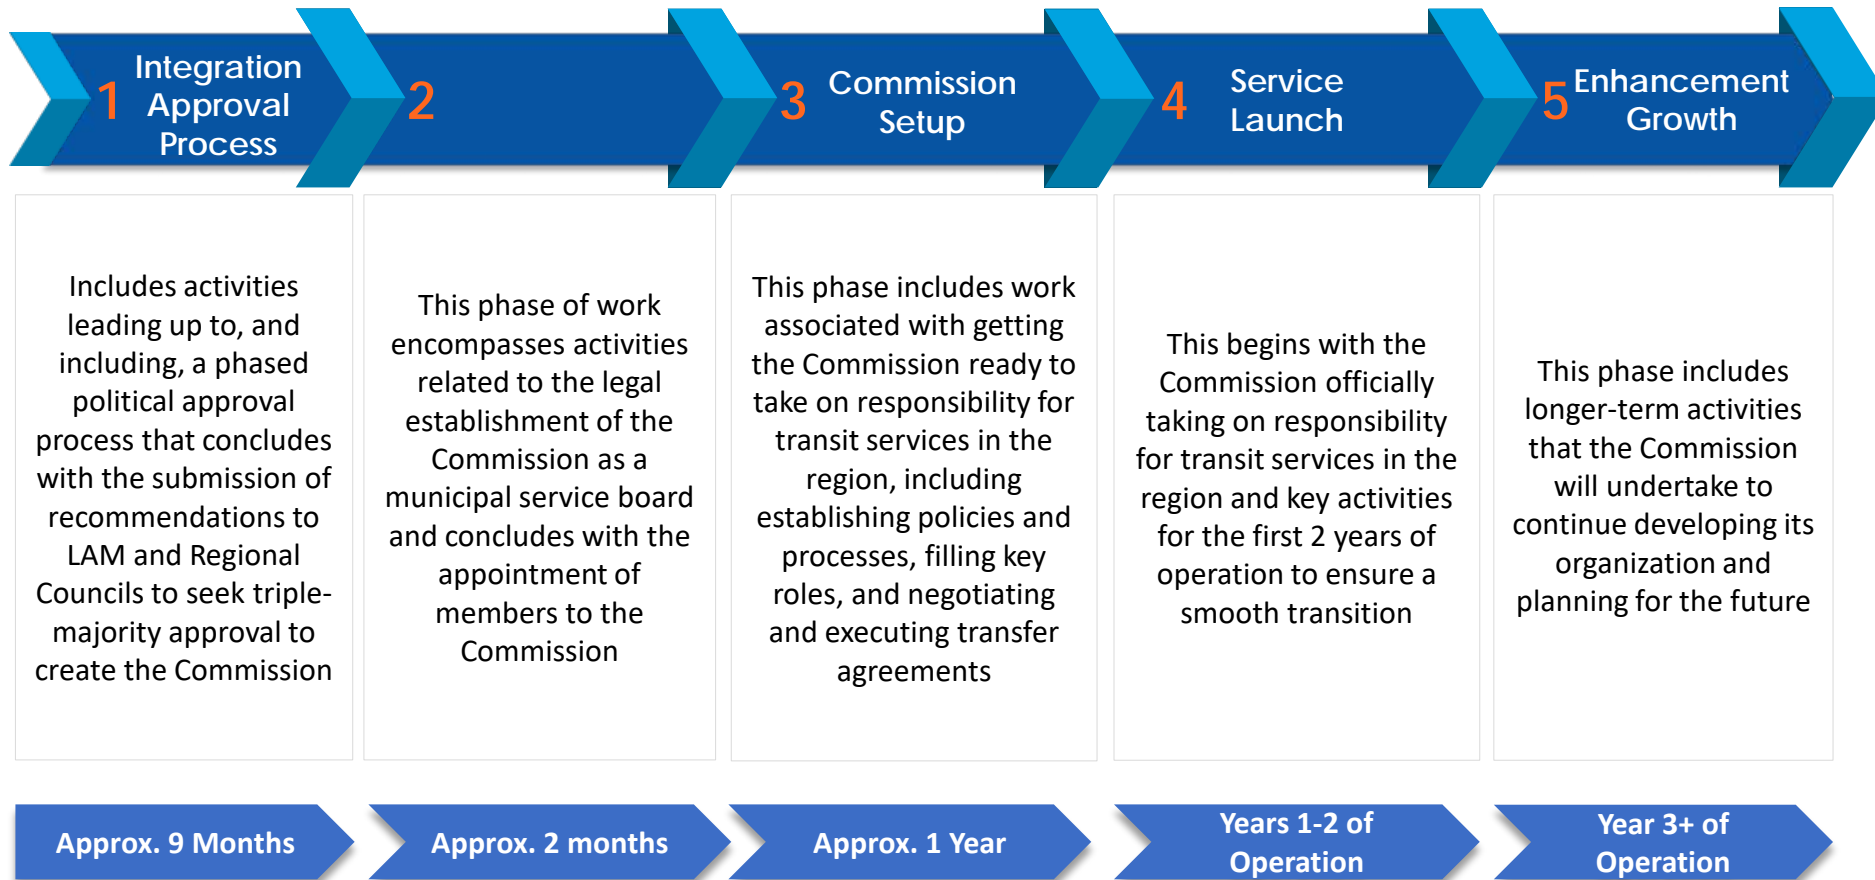 1
Integration
Approval
Process
2
3
Commission
Setup
4
Service
Launch
5
Enhancement
Growth
Includes activities
leading up to, and
including, a phased
political approval
process that concludes
with the submission of
recommendations to
LAM and Regional
Councils to seek triple-
majority approval to
create the Commission
This phase of work
encompasses activities
related to the legal
establishment of the
Commission as a
municipal service board
and concludes with the
appointment of
members to the
Commission
This phase includes work
associated with getting
the Commission ready to
take on responsibility for
transit services in the
region, including
establishing policies and
processes, filling key
roles, and negotiating
and executing transfer
agreements
This begins with the
Commission officially
taking on responsibility
for transit services in the
region and key activities
for the first 2 years of
operation to ensure a
smooth transition
This phase includes
longer-term activities
that the Commission
will undertake to
continue developing its
organization and
planning for the future
Approx. 9 Months
Approx. 2 months
Approx. 1 Year
Years 1-2 of
Operation
Year 3+ of
Operation